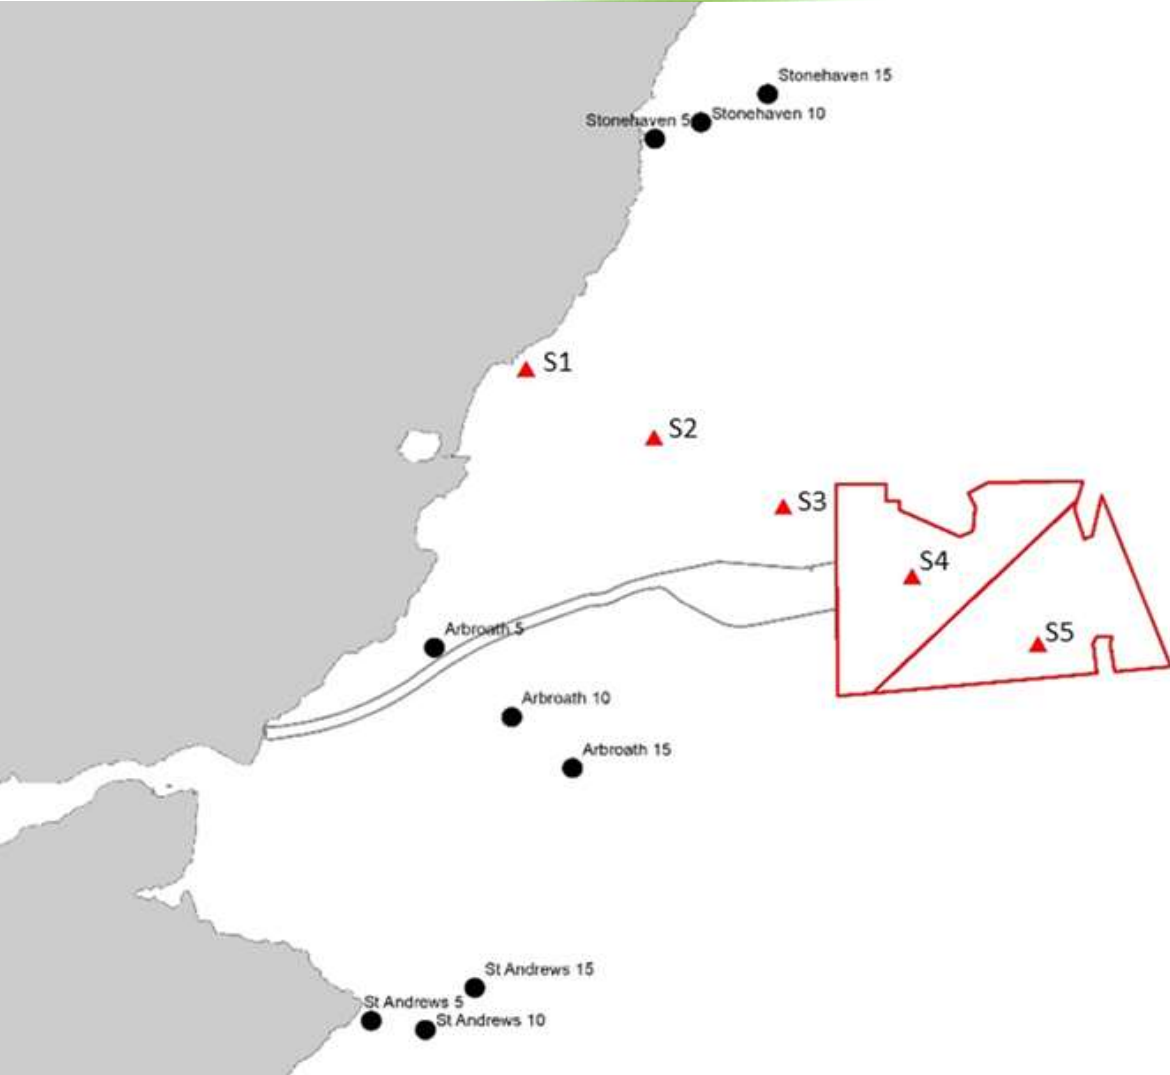 Stonehaven 15
Stonehaven 10
Stonehaven 5
S1
S2
S3
S4
S5
Arbroath 5
Arbroath 10
Arbroath 15
St Andrews 15
St Andrews 5
St Andrews 10